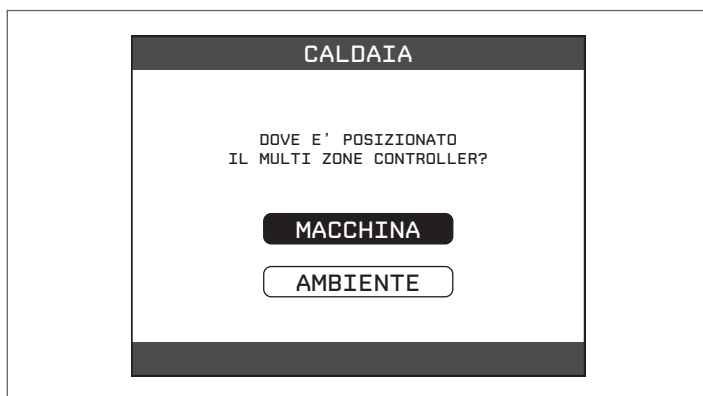 CALDAIA
DOVE E' POSIZIONATO
IL MULTI ZONE CONTROLLER?
MACCHINA
AMBIENTE